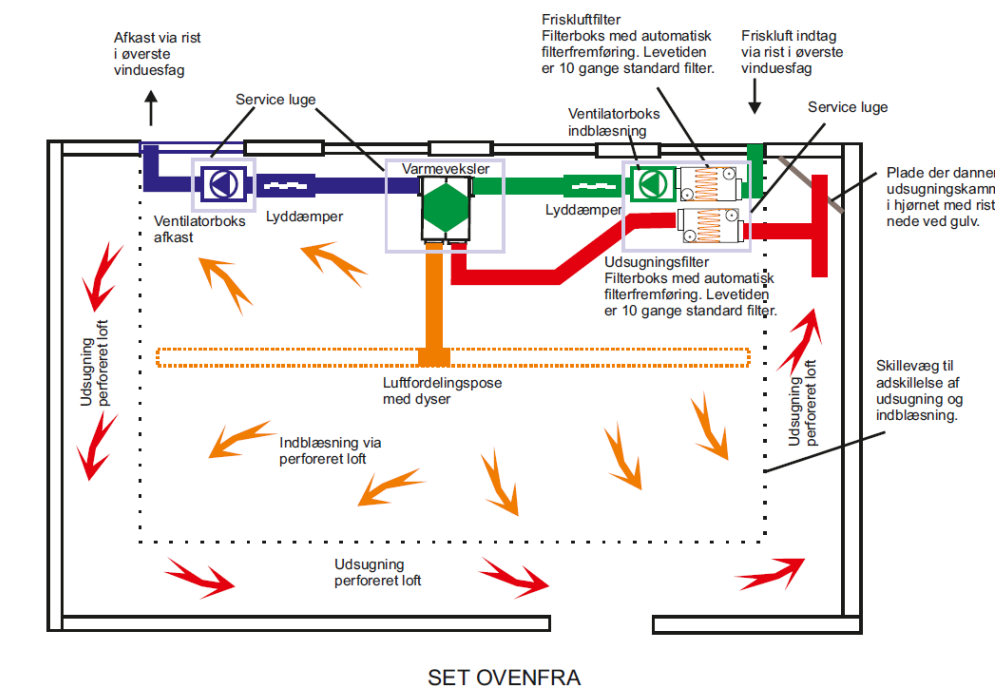 Afkast via rist
i øverste
vinduesfag
Friskluftfilter
Filterboks med automatisk
filterfremføring. Levetiden
er 10 gange standard filter.
Friskluft indtag
via rist i øverste
vinduesfag
Service luge
Ventilatorboks
indblæsning
Service luge
Varmeveksler
Plade der danner
udsugningskamm
i hjørnet med rist
nede ved gulv.
Ventilatorboks
afkast
Lyddæmper
Lyddæmper
Udsugningsfilter
Filterboks med automatisk
filterfremføring. Levetiden
er 10 gange standard filter.
Udsugning
perforeret loft
Luftfordelingspose
med dyser
Udsugning
perforeret loft
Skillevæg til
adskillelse af
udsugning og
indblæsning.
Indblæsning via
perforeret loft
Udsugning
perforeret loft
SET OVENFRA